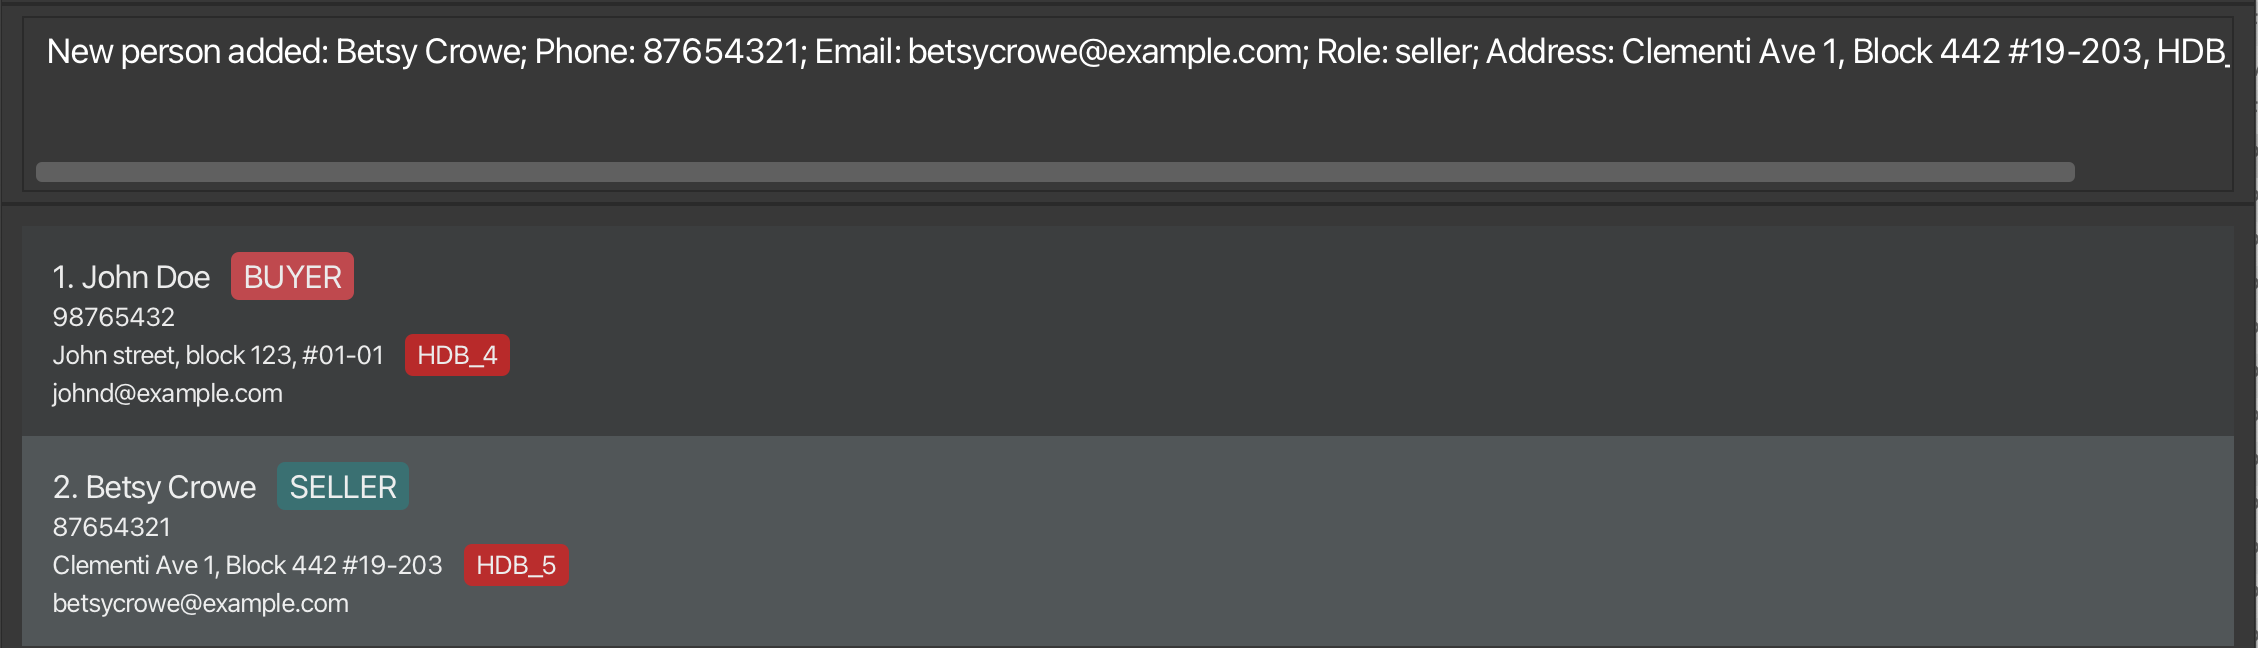 New person added: Betsy Crowe; Phone: 87654321; Email: betsycrowe@example.com; Role: seller; Address: Clementi Ave 1, Block 442 #19-203, HDB_
1. John Doe BUYER
98765432
John street, block 123, #01-01 HDB_4
johnd@example.com
2. Betsy Crowe SELLER
87654321
Clementi Ave 1, Block 442 #19-203 HDB_5
betsycrowe@example.com